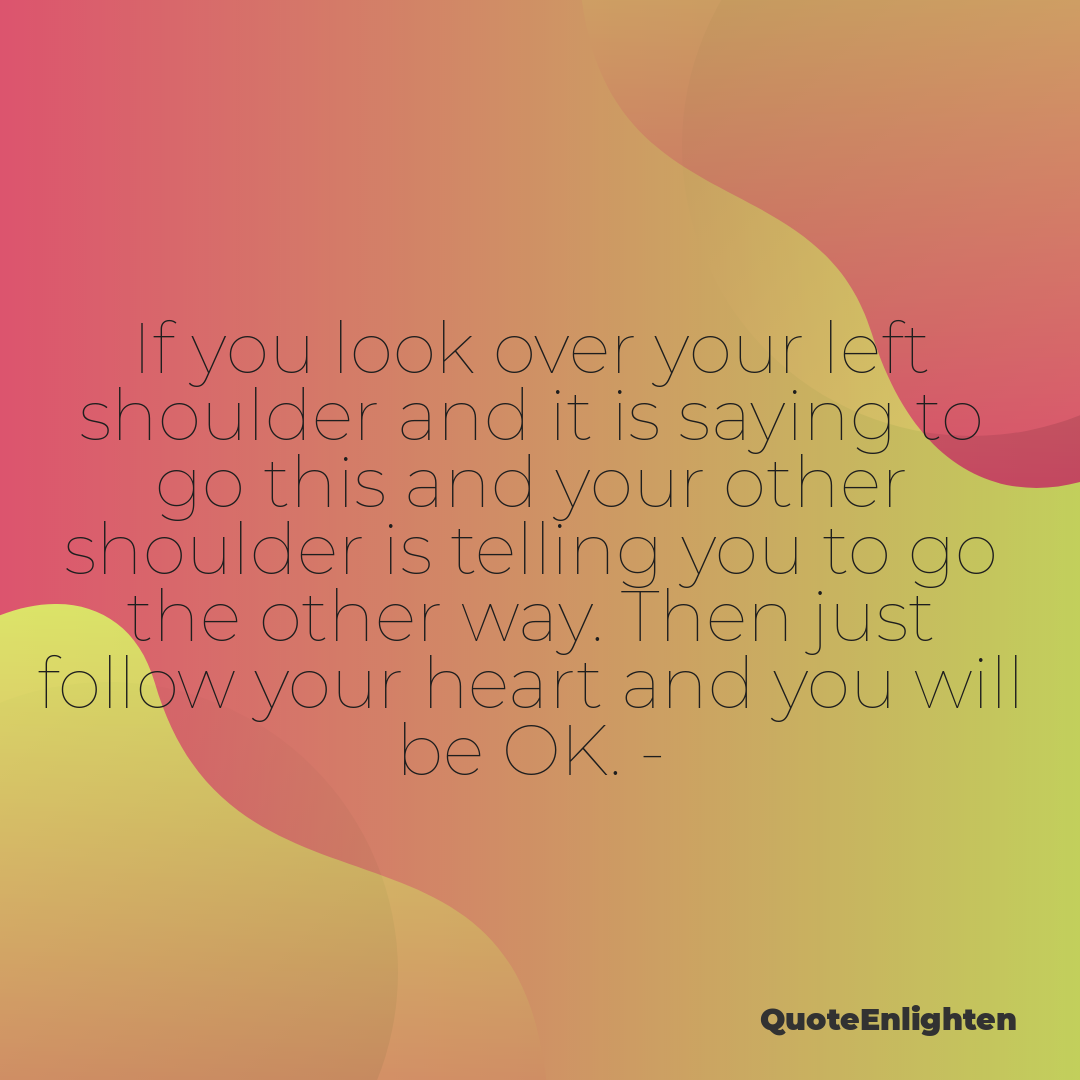 If you look over your left
shoulder and it is saying to
go this and your other
shoulder is telling you to go
the other way. Then just
follow your heart and you will
be OK. -
QuoteEnlighten